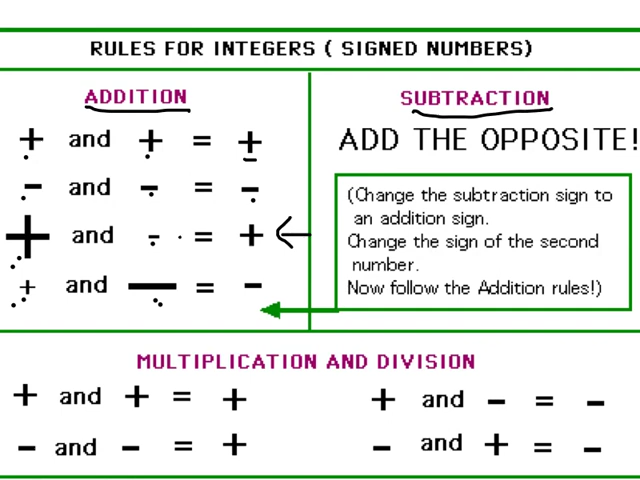 RULES FOR INTEGERS ( SIGNED NUMBERS)
ADDITION
+ and + = +
- and - = -
+ and - = +
+ and - = -
SUBTRACTION
ADD THE OPPOSITE!
(Change the subtraction sign to
an addition sign.
Change the sign of the second
number.
Now follow the Addition rules!)
MULTIPLICATION AND DIVISION
+ and + = +
- and - = +
+ and - = -
- and + = -